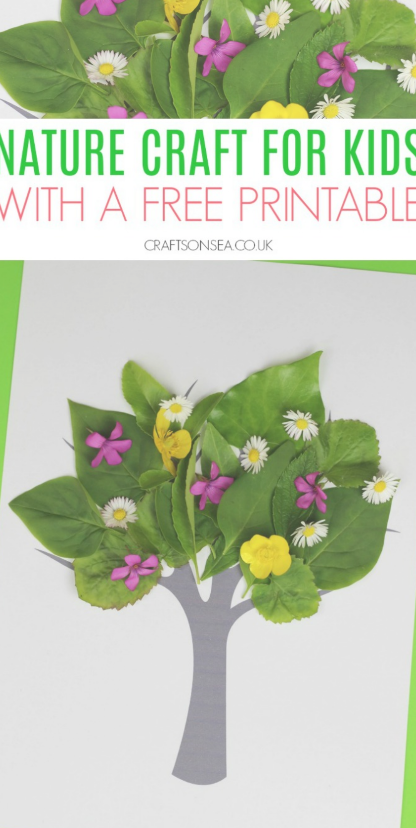 NATURE CRAFT FOR KIDS
WITH A FREE PRINTABLE
CRAFTSONSEA.CO.UK